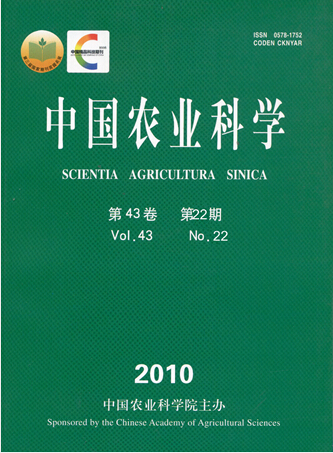 ISSN 0578-1752
CODEN CKNYAR
中国农业科学
SCIENTIA AGRICULTURA SINICA
第43卷 第22期
Vol.43 No.22
2010
中国农业科学院主办
Sponsored by the Chinese Academy of Agricultural Sciences